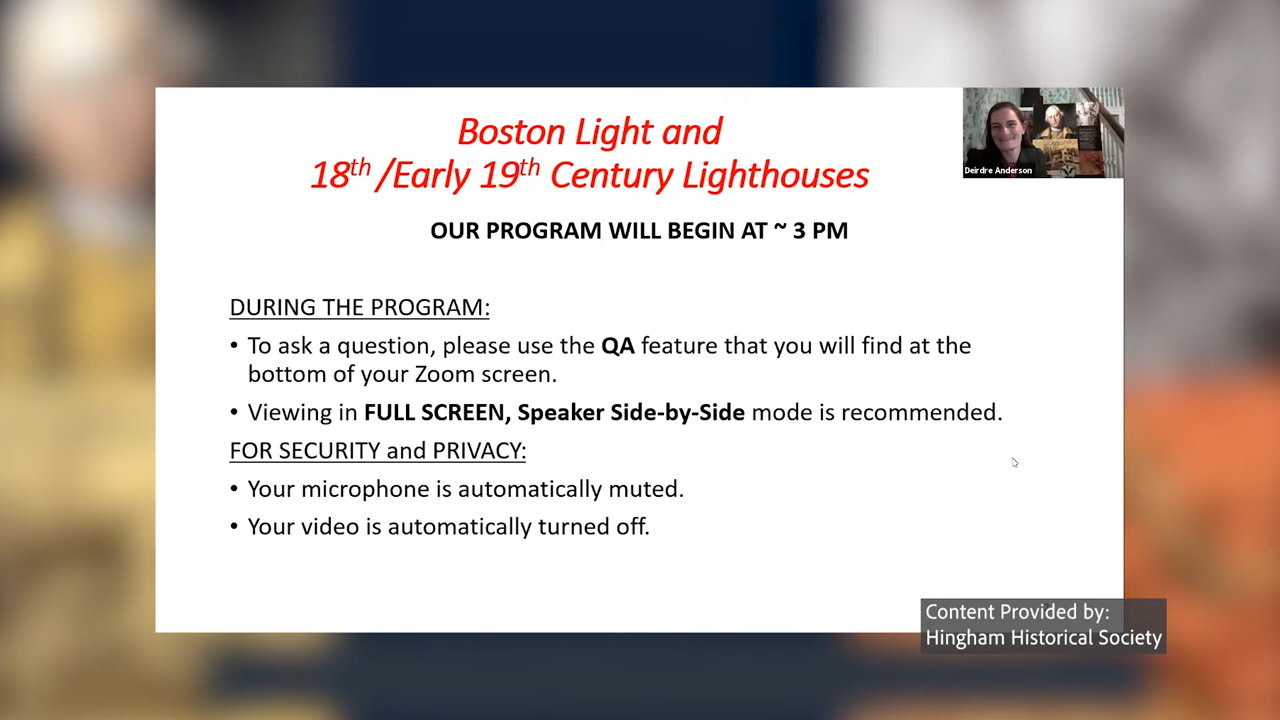 Boston Light and
18th /Early 19th Century Lighthouses
Deirdre Anderson
OUR PROGRAM WILL BEGIN AT ~ 3 PM
DURING THE PROGRAM:
• To ask a question, please use the QA feature that you will find at the
bottom of your Zoom screen.
• Viewing in FULL SCREEN, Speaker Side-by-Side mode is recommended.
FOR SECURITY and PRIVACY:
• Your microphone is automatically muted.
• Your video is automatically turned off.
Content Provided by:
Hingham Historical Society